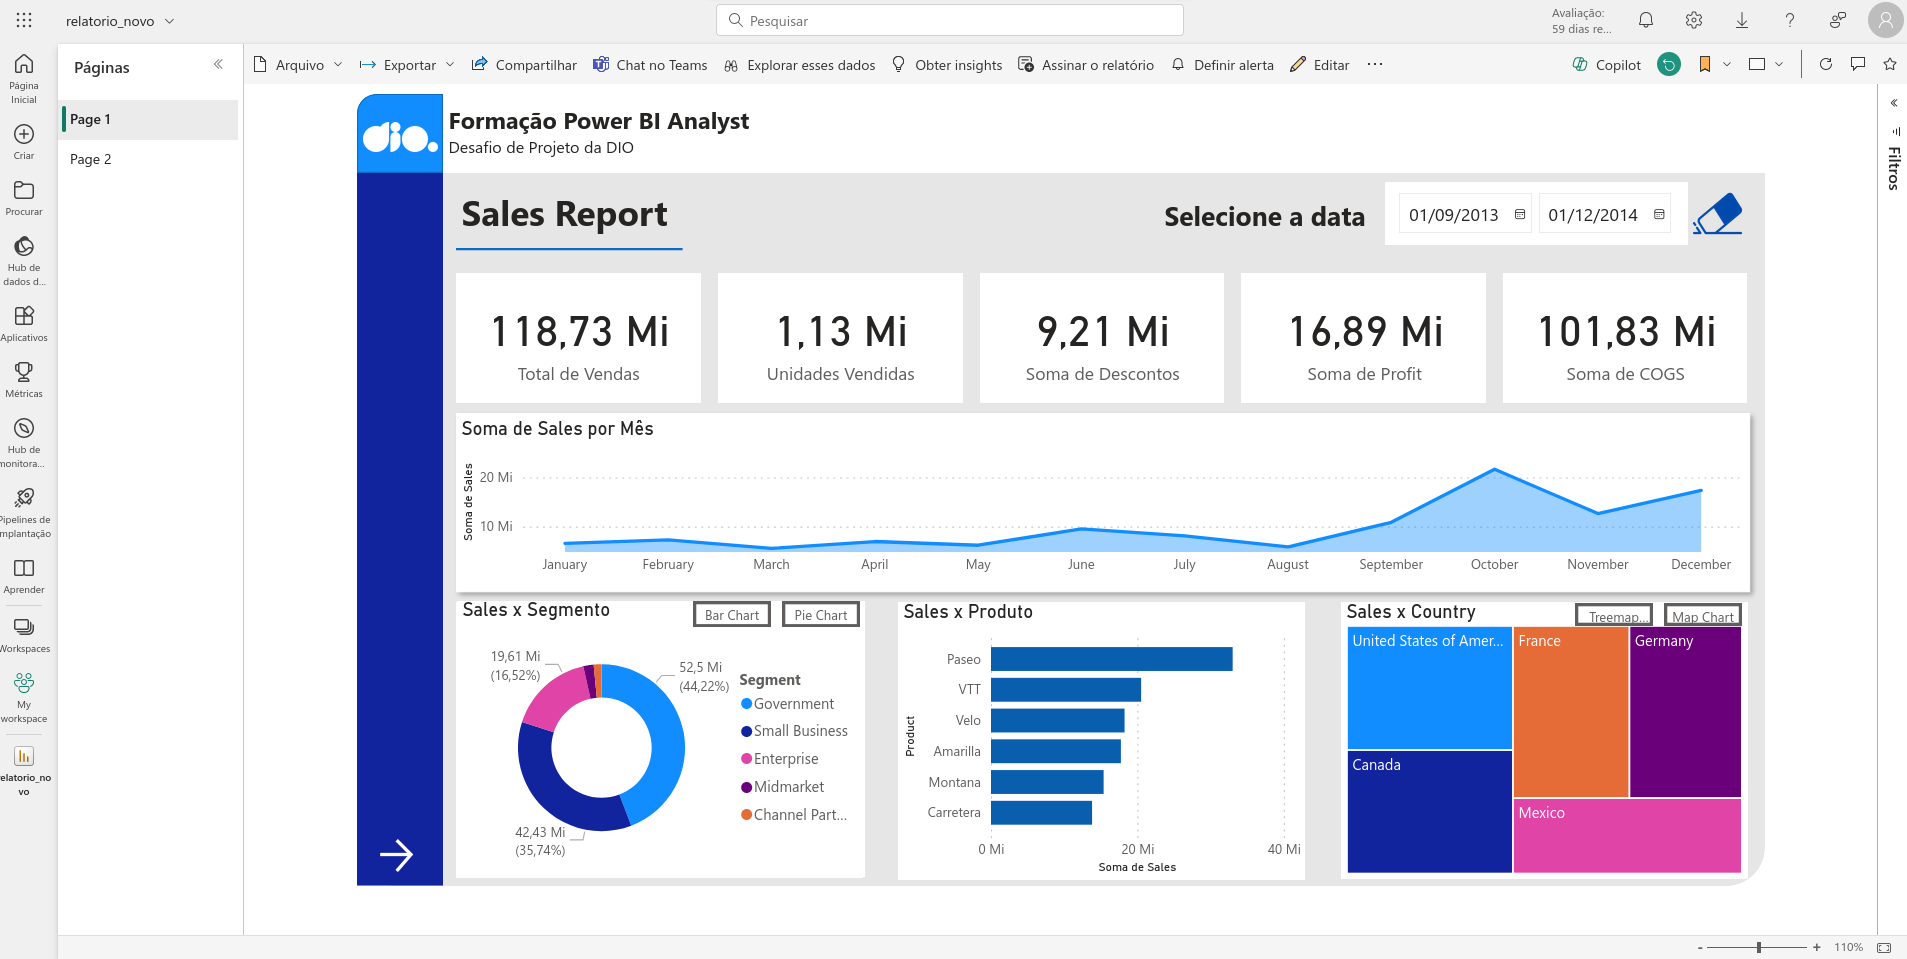 relatorio_novo
Pesquisar
Avaliação:
59 dias re...
Página
Inicial
Criar
Procurar
Hub de
dados d...
Aplicativos
Métricas
Hub de
monitora...
Pipelines de
mplantação
Aprender
Workspaces
My
workspace
relatorio_no
vo
Páginas
Page 1
Page 2
Arquivo
Exportar
Compartilhar
Chat no Teams
Explorar esses dados
Obter insights
Assinar o relatório
Definir alerta
Editar
Copilot
Filtros
dio.
Formação Power BI Analyst
Desafio de Projeto da DIO
Sales Report
Selecione a data
01/09/2013
01/12/2014
118,73 Mi
Total de Vendas
1,13 Mi
Unidades Vendidas
9,21 Mi
Soma de Descontos
16,89 Mi
Soma de Profit
101,83 Mi
Soma de COGS
Soma de Sales por Mês
Soma de Sales
20 Mi
10 Mi
January
February
March
April
May
June
July
August
September
October
November
December
Sales x Segmento
Bar Chart
Pie Chart
19,61 Mi
(16,52%)
52,5 Mi
(44,22%)
42,43 Mi
(35,74%)
Segment
Government
Small Business
Enterprise
Midmarket
Channel Part...
Sales x Produto
Product
Paseo
VTT
Velo
Amarilla
Montana
Carretera
0 Mi
20 Mi
40 Mi
Soma de Sales
Sales x Country
Treemap...
Map Chart
United States of Amer...
France
Germany
Canada
Mexico
- +
110%